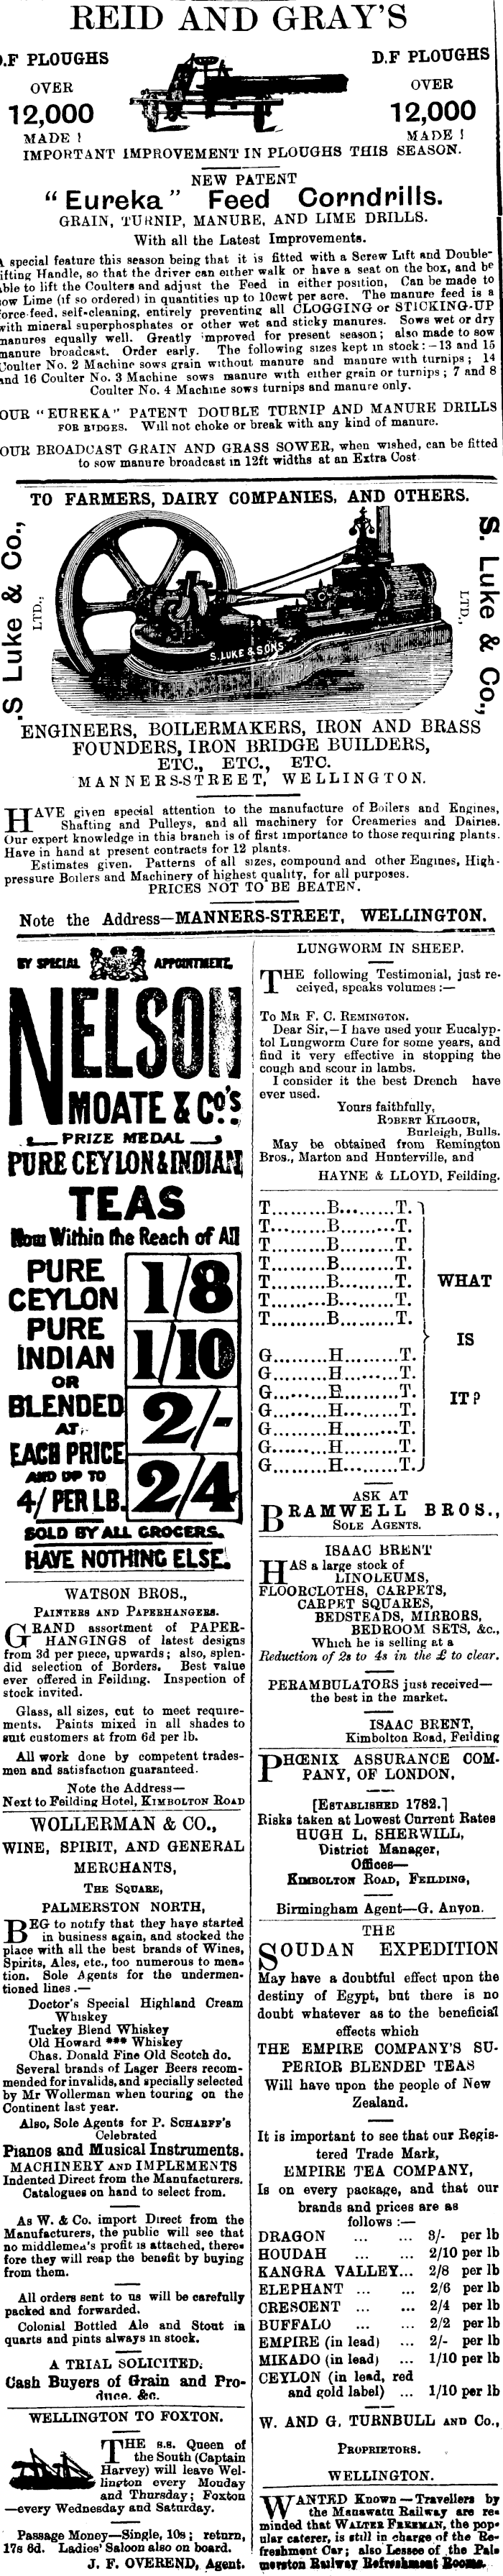 REID AND GRAY'S
D.F PLOUGHS
OVER
12,000
MADE !
D.F PLOUGHS
OVER
12,000
MADE !
IMPORTANT IMPROVEMENT IN PLOUGHS THIS SEASON.
NEW PATENT
"Eureka" Feed Corndrills.
GRAIN, TURNIP, MANURE, AND LIME DRILLS.
With all the Latest Improvements.
A special feature this season being that it is fitted with a Screw Lift and Double-
ifting Handle, so that the driver can either walk or have a seat on the box, and be
able to lift the Coulters and adjust the Feed in either position, Can be made to
sow Lime (if so ordered) in quantities up to 10cwt per acre. The manure feed is a
force feed, self-cleaning, entirely preventing all CLOGGING or STICKING-UP
with mineral superphosphates or other wet and sticky manures. Sows wet or dry
manures equally well. Greatly improved for present season; also made to sow
manure broadcast. Order early. The following sizes kept in stock:—13 and 15
Coulter No. 2 Machine sows grain without manure and manure with turnips; 14
and 16 Coulter No. 3 Machine sows manure with either grain or turnips; 7 and 8
Coulter No. 4 Machine sows turnips and manure only.
OUR "EUREKA" PATENT DOUBLE TURNIP AND MANURE DRILLS
FOR RIDGES. Will not choke or break with any kind of manure.
OUR BROADCAST GRAIN AND GRASS SOWER, when wished, can be fitted
to sow manure broadcast in 12ft widths at an Extra Cost
TO FARMERS, DAIRY COMPANIES, AND OTHERS.
.S Luke & Co.,
LTD.,
S. LUKE & SONS
S. Luke & Co.,
LTD.,
ENGINEERS, BOILERMAKERS, IRON AND BRASS
FOUNDERS, IRON BRIDGE BUILDERS,
ETC., ETC., ETC.
MANNERS-STREET, WELLINGTON.
HAVE given special attention to the manufacture of Boilers and Engines,
Shafting and Pulleys, and all machinery for Creameries and Dairies.
Our expert knowledge in this branch is of first importance to those requiring plants.
Have in hand at present contracts for 12 plants.
Estimates given. Patterns of all sizes, compound and other Engines, High-
pressure Boilers and Machinery of highest quality, for all purposes.
PRICES NOT TO BE BEATEN.
Note the Address—MANNERS-STREET, WELLINGTON.
BY SPECIAL APPOINTMENT.
NELSON
MOATE & Co's.
PRIZE MEDAL
PURE CEYLON & INDIAN
TEAS
Now Within the Reach of All
PURE
CEYLON
PURE
INDIAN
OR
BLENDED
AT
EACH PRICE
AND UP TO
4/ PER LB.
1/8
1/10
2/-
2/4
SOLD BY ALL GROCERS.
HAVE NOTHING ELSE.
WATSON BROS.,
PAINTERS AND PAPERHANGERS.
GRAND assortment of PAPER-
HANGINGS of latest designs
from 3d per piece, upwards; also, splen-
did selection of Borders. Best value
ever offered in Feilding. Inspection of
stock invited.
Glass, all sizes, cut to meet require-
ments. Paints mixed in all shades to
suit customers at from 6d per lb.
All work done by competent trades-
men and satisfaction guaranteed.
Note the Address—
Next to Feilding Hotel, KIMBOLTON ROAD
WOLLERMAN & CO.,
WINE, SPIRIT, AND GENERAL
MERCHANTS,
THE SQUARE,
PALMERSTON NORTH,
BEG to notify that they have started
in business again, and stocked the
place with all the best brands of Wines,
Spirits, Ales, etc., too numerous to men-
tion. Sole Agents for the undermen-
tioned lines.—
Doctor's Special Highland Cream
Whiskey
Tuckey Blend Whiskey
Old Howard *** Whiskey
Chas. Donald Fine Old Scotch do.
Several brands of Lager Beers recom-
mended for invalids, and specially selected
by Mr Wollerman when touring on the
Continent last year.
Also, Sole Agents for P. SCHARFF'S
Celebrated
Pianos and Musical Instruments.
MACHINERY AND IMPLEMENTS
Indented Direct from the Manufacturers.
Catalogues on hand to select from.
As W. & Co. import Direct from the
Manufacturers, the public will see that
no middlemen's profit is attached, there-
fore they will reap the benefit by buying
from them.
All orders sent to us will be carefully
packed and forwarded.
Colonial Bottled Ale and Stout in
quarts and pints always in stock.
A TRIAL SOLICITED.
Cash Buyers of Grain and Pro-
duce, &c.
WELLINGTON TO FOXTON.
THE s.s. Queen of
the South (Captain
Harvey) will leave Wel-
lington every Monday
and Thursday; Foxton
—every Wednesday and Saturday.
Passage Money—Single, 10s; return,
17s 6d. Ladies' Saloon also on board.
J. F. OVEREND, Agent.
LUNGWORM IN SHEEP.
THE following Testimonial, just re-
ceived, speaks volumes:—
To MR F. C. REMINGTON.
Dear Sir,—I have used your Eucalyp-
tol Lungworm Cure for some years, and
find it very effective in stopping the
cough and scour in lambs.
I consider it the best Drench have
ever used.
Yours faithfully,
ROBERT KILGOUR,
Burleigh, Bulls.
May be obtained from Remington
Bros., Marton and Hunterville, and
HAYNE & LLOYD, Feilding.
T........B........T.
T........B........T.
T........B........T.
T........B........T.
T........B........T.
T........B........T.
T........B........T.
G........H........T.
G........H........T.
G........H........T.
G........H........T.
G........H........T.
G........H........T.
G........H........T.
WHAT
IS
IT?
ASK AT
BRAMWELL BROS.,
SOLE AGENTS.
ISAAC BRENT
HAS a large stock of
LINOLEUMS,
FLOORCLOTHS, CARPETS,
CARPET SQUARES,
BEDSTEADS, MIRRORS,
BEDROOM SETS, &c.,
Which he is selling at a
Reduction of 2s to 4s in the £ to clear.
PERAMBULATORS just received—
the best in the market.
ISAAC BRENT,
Kimbolton Road, Feilding
PHŒNIX ASSURANCE COM-
PANY, OF LONDON.
[ESTABLISHED 1782.]
Risks taken at Lowest Current Rates
HUGH L. SHERWILL,
District Manager,
Offices—
KIMBOLTON ROAD, FEILDING,
Birmingham Agent—G. Anyon.
THE
SOUDAN EXPEDITION
May have a doubtful effect upon the
destiny of Egypt, but there is no
doubt whatever as to the beneficial
effects which
THE EMPIRE COMPANY'S SU-
PERIOR BLENDED TEAS
Will have upon the people of New
Zealand.
It is important to see that our Regis-
tered Trade Mark,
EMPIRE TEA COMPANY,
Is on every package, and that our
brands and prices are as
follows:—
DRAGON ... ... 3/- per lb
HOUDAH ... ... 2/10 per lb
KANGRA VALLEY... 2/8 per lb
ELEPHANT ... ... 2/6 per lb
CRESCENT ... ... 2/4 per lb
BUFFALO ... ... 2/2 per lb
EMPIRE (in lead) ... 2/- per lb
MIKADO (in lead) ... 1/10 per lb
CEYLON (in lead, red
and gold label) ... 1/10 per lb
W. AND G. TURNBULL AND Co.,
PROPRIETORS.
WELLINGTON.
WANTED Known—Travellers by
the Manawatu Railway are re-
minded that WALTER FREEMAN, the pop-
ular caterer, is still in charge of the Re-
freshment Car; also Lessee of the Pal-
merston Railway Refreshment Rooms.